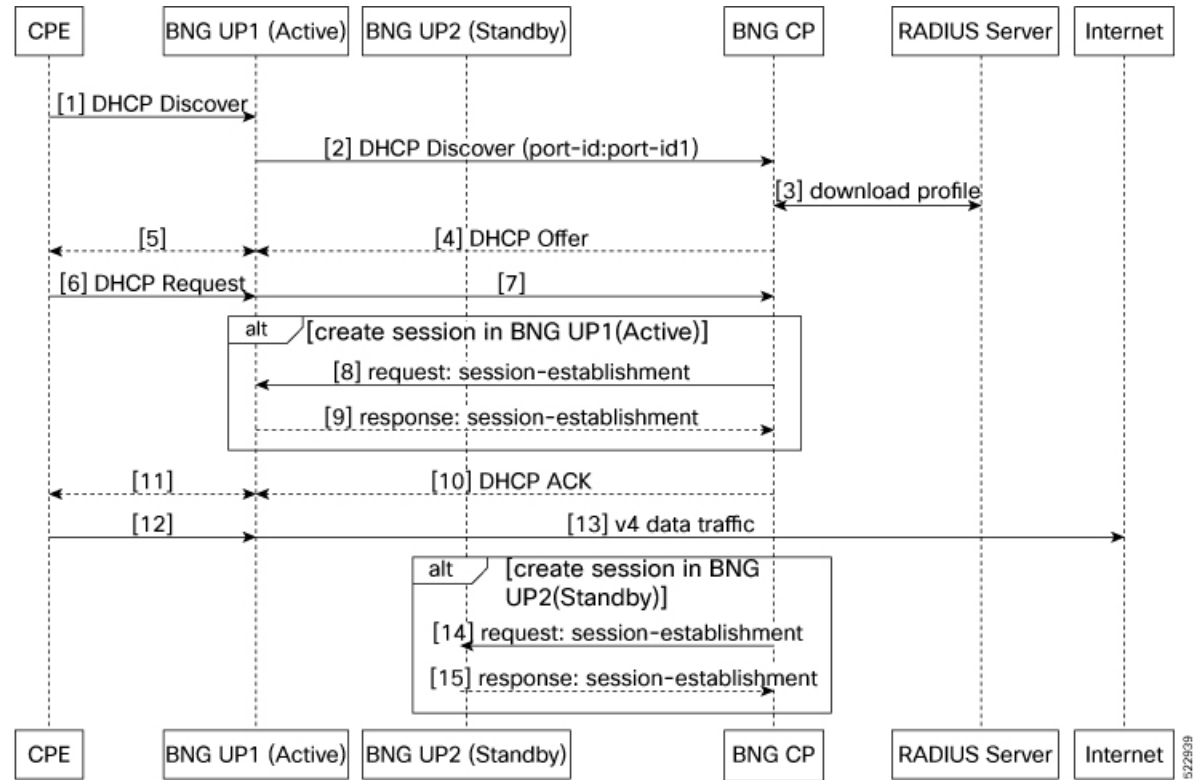 CPE
BNG UP1 (Active)
BNG UP2 (Standby)
BNG CP
RADIUS Server
Internet
[1] DHCP Discover
[2] DHCP Discover (port-id:port-id1)
[3] download profile
[5]
[4] DHCP Offer
[6] DHCP Request
[7]
alt
[create session in BNG UP1(Active)]
[8] request: session-establishment
[9] response: session-establishment
[11]
[10] DHCP ACK
[12]
[13] v4 data traffic
alt
[create session in BNG
UP2(Standby)]
[14] request: session-establishment
[15] response: session-establishment
CPE
BNG UP1 (Active)
BNG UP2 (Standby)
BNG CP
RADIUS Server
Internet
522939